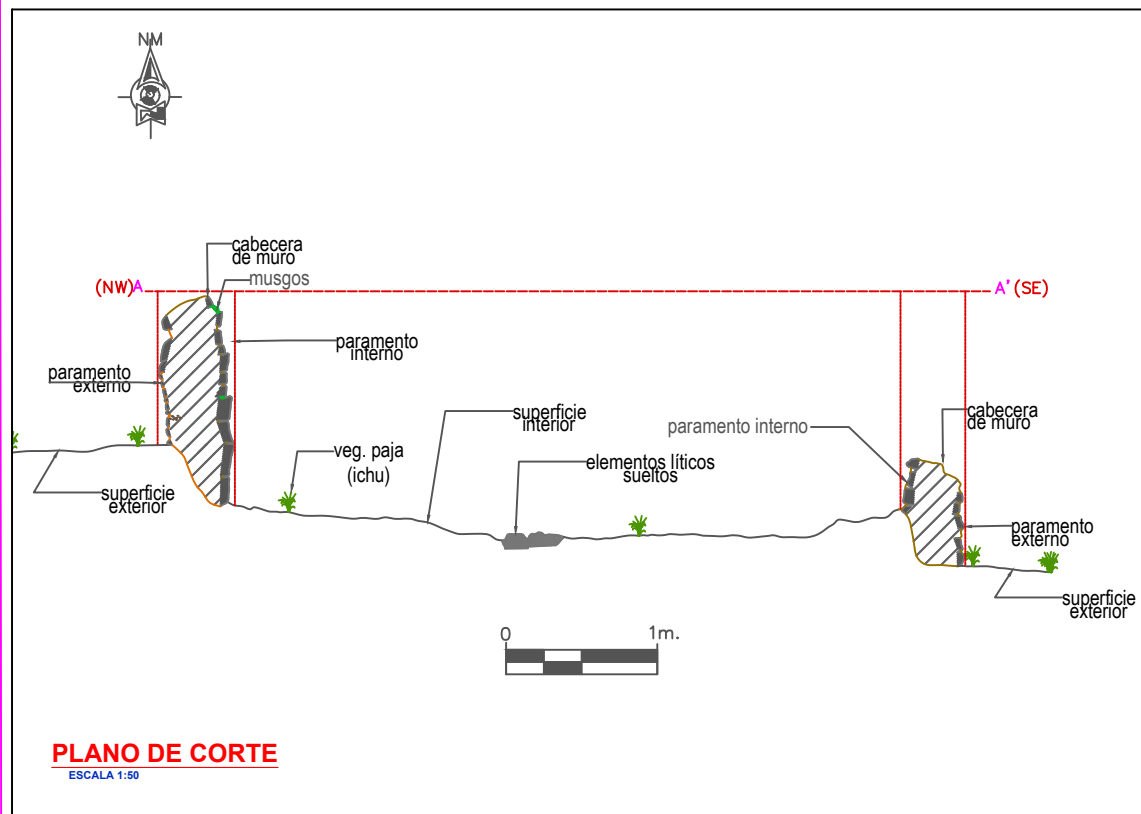 NM
cabecera
de muro
musgos
(NW)A
A' (SE)
paramento
interno
paramento
externo
superficie
interior
cabecera
de muro
paramento interno
veg. paja
(ichu)
elementos líticos
sueltos
superficie
exterior
paramento
externo
superficie
exterior
0
1m.
PLANO DE CORTE
ESCALA 1:50